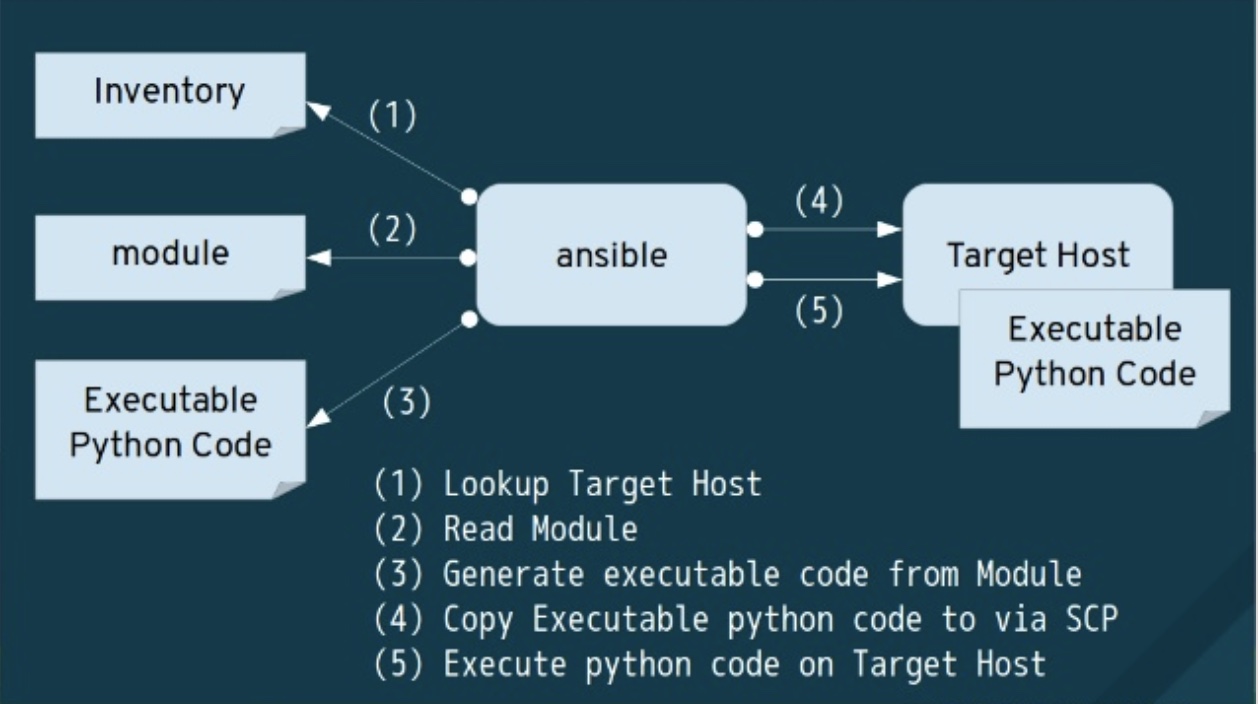 Inventory
(1)
module
(2)
ansible
(4)
Target Host
(5)
Executable
Python Code
Executable
Python Code
(3)
(1) Lookup Target Host
(2) Read Module
(3) Generate executable code from Module
(4) Copy Executable python code to via SCP
(5) Execute python code on Target Host